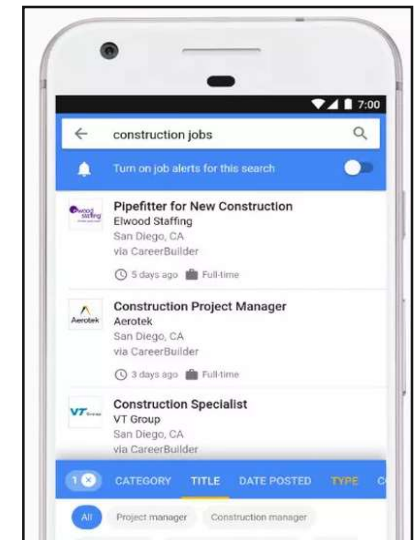 7:00
construction jobs
Turn on job alerts for this search
Pipefitter for New Construction
Elwood Staffing
San Diego, CA
via CareerBuilder
5 days ago Full-time
Aerotek
Construction Project Manager
Aerotek
San Diego, CA
via CareerBuilder
3 days ago Full-time
VT
Construction Specialist
VT Group
San Diego, CA
via CareerBuilder
1 CATEGORY TITLE DATE POSTED TYPE
All Project manager Construction manager